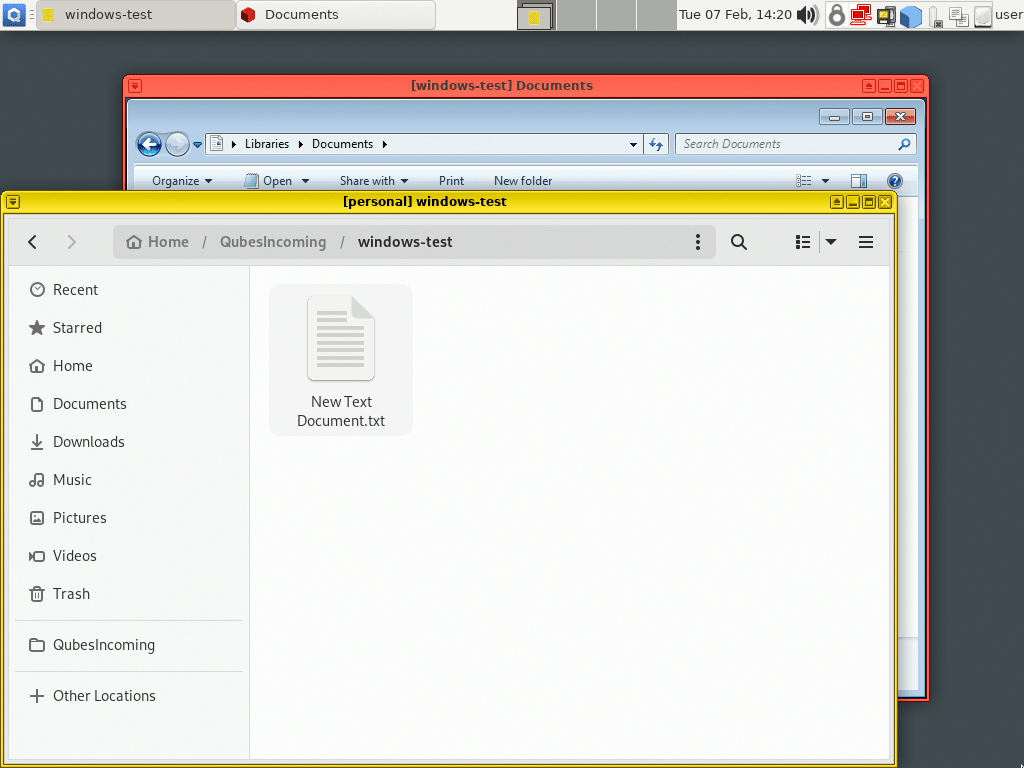 windows-test
Documents
Tue 07 Feb, 14:20
user
[windows-test] Documents
Libraries
Documents
Search Documents
Organize
Open
Share with
Print
New folder
[personal] windows-test
Home / QubesIncoming / windows-test
Recent
Starred
Home
Documents
Downloads
Music
Pictures
Videos
Trash
QubesIncoming
Other Locations
New Text
Document.txt